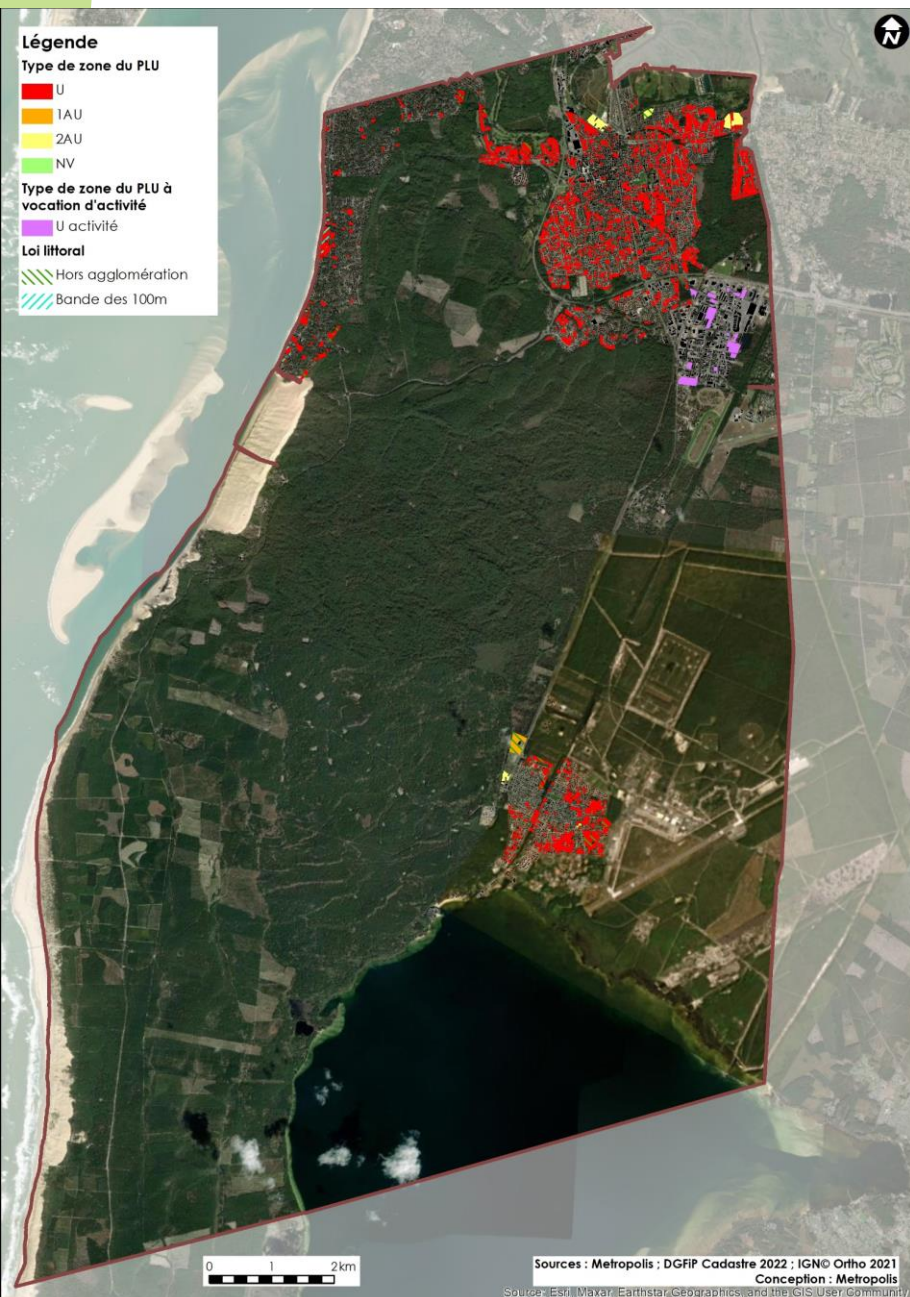 Légende
Type de zone du PLU
U
1AU
2AU
NV
Type de zone du PLU à
vocation d'activité
U activité
Loi littoral
Hors agglomération
Bande des 100m
N
0 1 2km
Sources : Metropolis ; DGFiP Cadastre 2022 ; IGN© Ortho 2021
Conception : Metropolis
Source: Esri, Maxar, Earthstar Geographics, and the GIS User Community